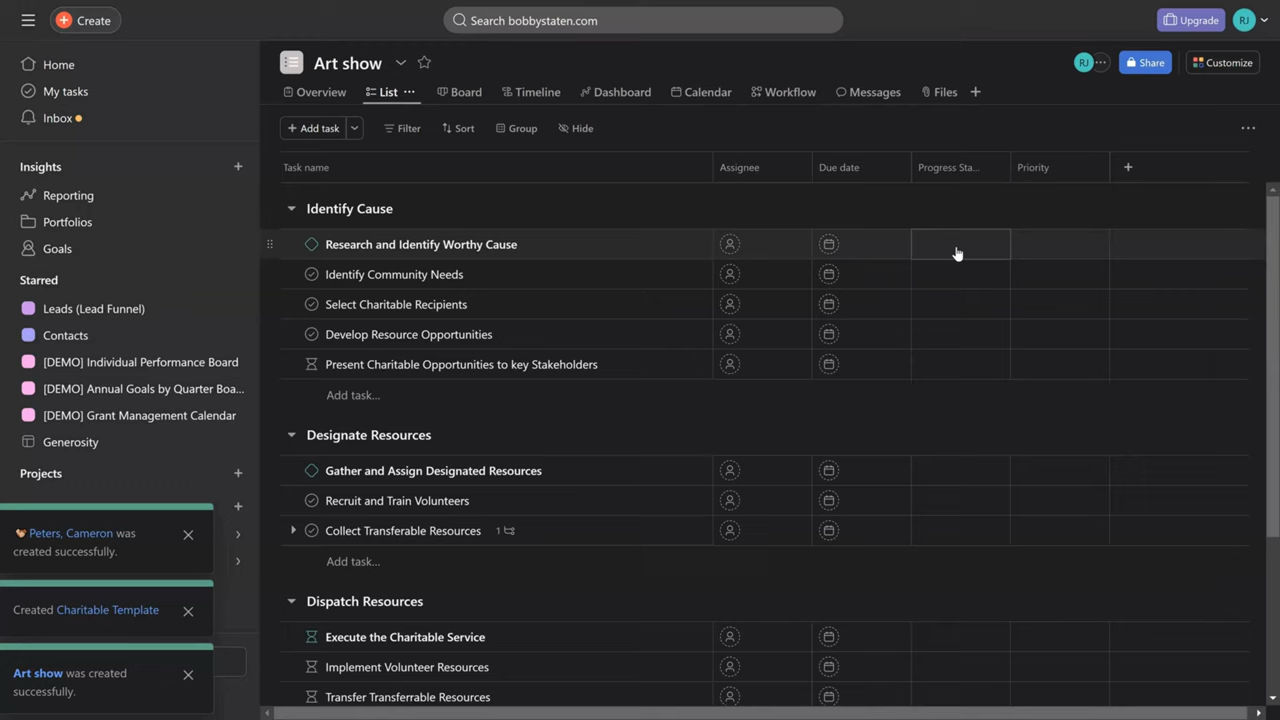 Create
Search bobbystaten.com
Upgrade
RJ
Home
My tasks
Inbox
Insights
Reporting
Portfolios
Goals
Starred
Leads (Lead Funnel)
Contacts
[DEMO] Individual Performance Board
[DEMO] Annual Goals by Quarter Boa...
[DEMO] Grant Management Calendar
Generosity
Projects
Peters, Cameron was
created successfully.
Created Charitable Template
Art show was created
successfully.
Art show
RJ
Share
Customize
Overview
List
Board
Timeline
Dashboard
Calendar
Workflow
Messages
Files
+ Add task
Filter
Sort
Group
Hide
Task name
Assignee
Due date
Progress Sta...
Priority
Identify Cause
Research and Identify Worthy Cause
Identify Community Needs
Select Charitable Recipients
Develop Resource Opportunities
Present Charitable Opportunities to key Stakeholders
Add task...
Designate Resources
Gather and Assign Designated Resources
Recruit and Train Volunteers
Collect Transferable Resources 1
Add task...
Dispatch Resources
Execute the Charitable Service
Implement Volunteer Resources
Transfer Transferrable Resources